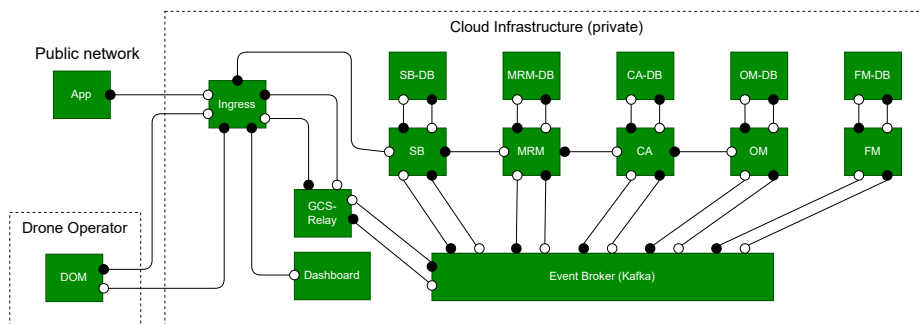 Cloud Infrastructure (private)
Public network
App
Ingress
SB-DB
MRM-DB
CA-DB
OM-DB
FM-DB
SB
MRM
CA
OM
FM
GCS-
Relay
Drone Operator
DOM
Dashboard
Event Broker (Kafka)